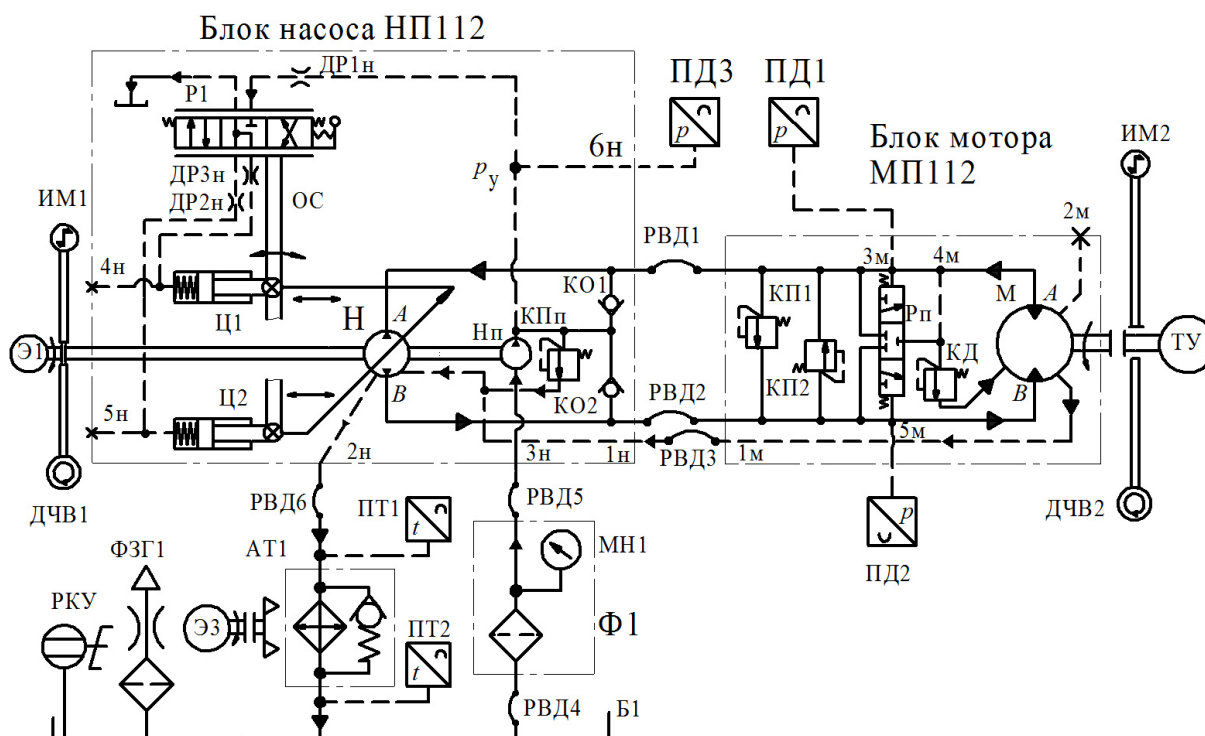 Блок насоса НП112
ДР1н
ПД3
ПД1
P1
p
p
6н
Блок мотора
МП112
ИМ2
pу
ДР3н
ДР2н
ОС
ИМ1
2м
4н
РВД1
3м
4м
КО1
КП1
М
A
Ц1
Н
A
Нп
КПп
Рп
КД
Э1
ТУ
B
КО2
КП2
B
Ц2
РВД2
5н
5м
2н
3н
1н
РВД3
1м
РВД6
ПТ1
РВД5
ДЧВ1
ДЧВ2
t
p
ФЗГ1
АТ1
МН1
ПД2
РКУ
Э3
ПТ2
Ф1
t
РВД4
Б1